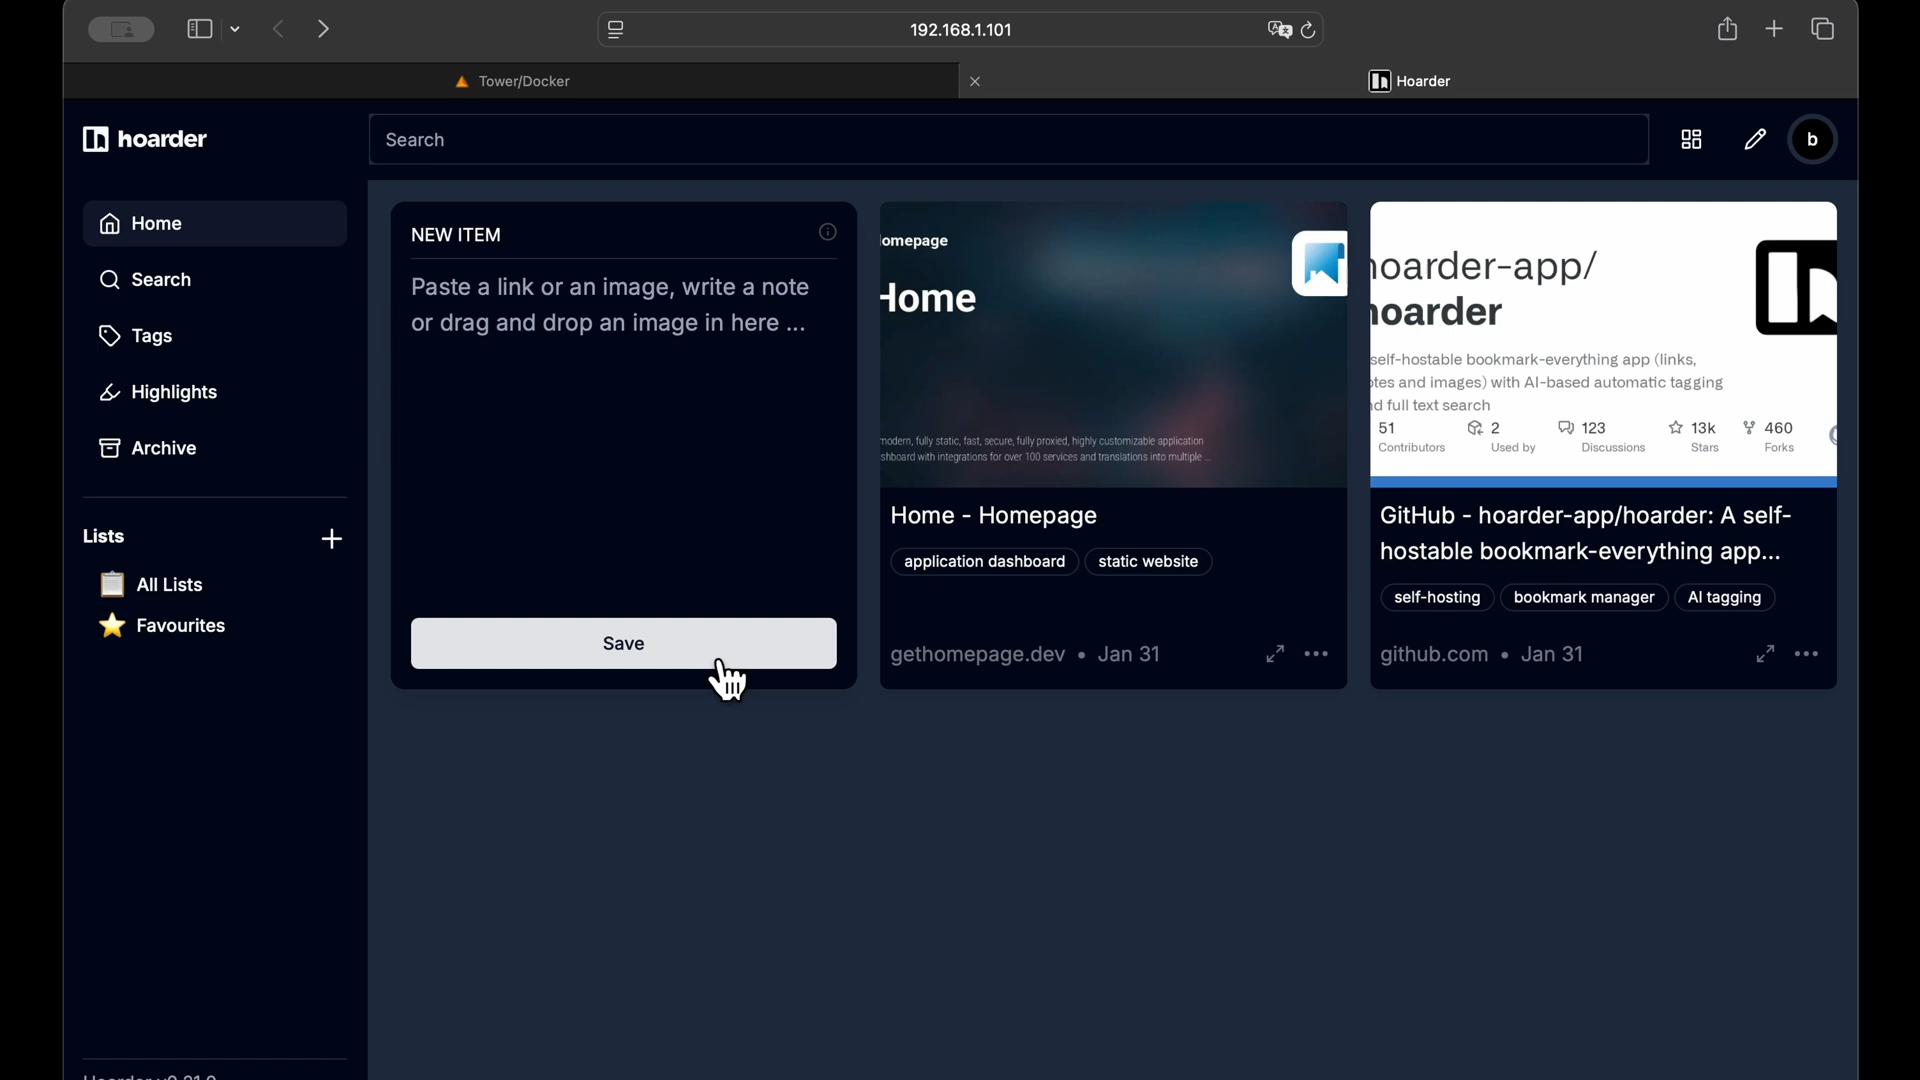 192.168.1.101
Tower/Docker
Hoarder
hoarder
Search
b
Home
Search
Tags
Highlights
Archive
Lists
All Lists
Favourites
NEW ITEM
Paste a link or an image, write a note
or drag and drop an image in here ...
Save
omepage
Home
modern, fully static, fast, secure, fully proxied, highly customizable application
shboard with integrations for over 100 services and translations into multiple ...
Home - Homepage
application dashboard
static website
gethomepage.dev • Jan 31
hoarder-app/
hoarder
self-hostable bookmark-everything app (links,
otes and images) with AI-based automatic tagging
nd full text search
51 2 123 13k 460
Contributors Used by Discussions Stars Forks
GitHub - hoarder-app/hoarder: A self-
hostable bookmark-everything app...
self-hosting
bookmark manager
AI tagging
github.com • Jan 31